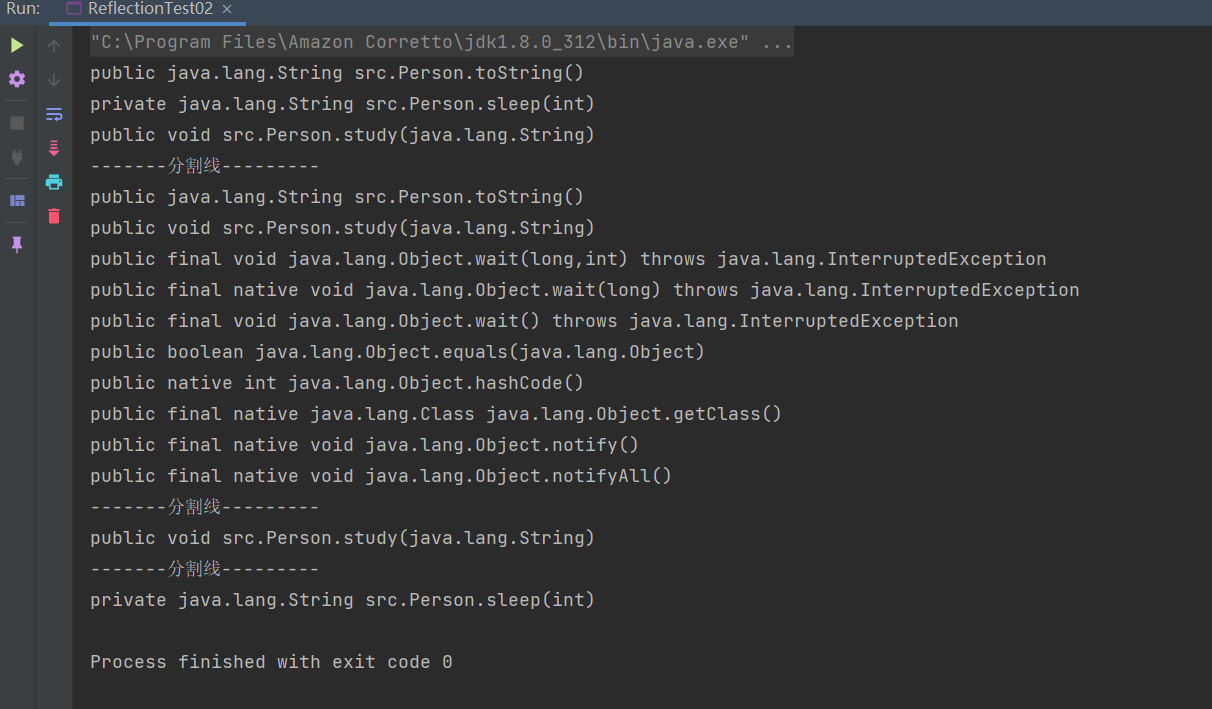 Run: ReflectionTest02 ×
"C:\Program Files\Amazon Corretto\jdk1.8.0_312\bin\java.exe" ...
public java.lang.String src.Person.toString()
private java.lang.String src.Person.sleep(int)
public void src.Person.study(java.lang.String)
-------分割线---------
public java.lang.String src.Person.toString()
public void src.Person.study(java.lang.String)
public final void java.lang.Object.wait(long,int) throws java.lang.InterruptedException
public final native void java.lang.Object.wait(long) throws java.lang.InterruptedException
public final void java.lang.Object.wait() throws java.lang.InterruptedException
public boolean java.lang.Object.equals(java.lang.Object)
public native int java.lang.Object.hashCode()
public final native java.lang.Class java.lang.Object.getClass()
public final native void java.lang.Object.notify()
public final native void java.lang.Object.notifyAll()
-------分割线---------
public void src.Person.study(java.lang.String)
-------分割线---------
private java.lang.String src.Person.sleep(int)
Process finished with exit code 0